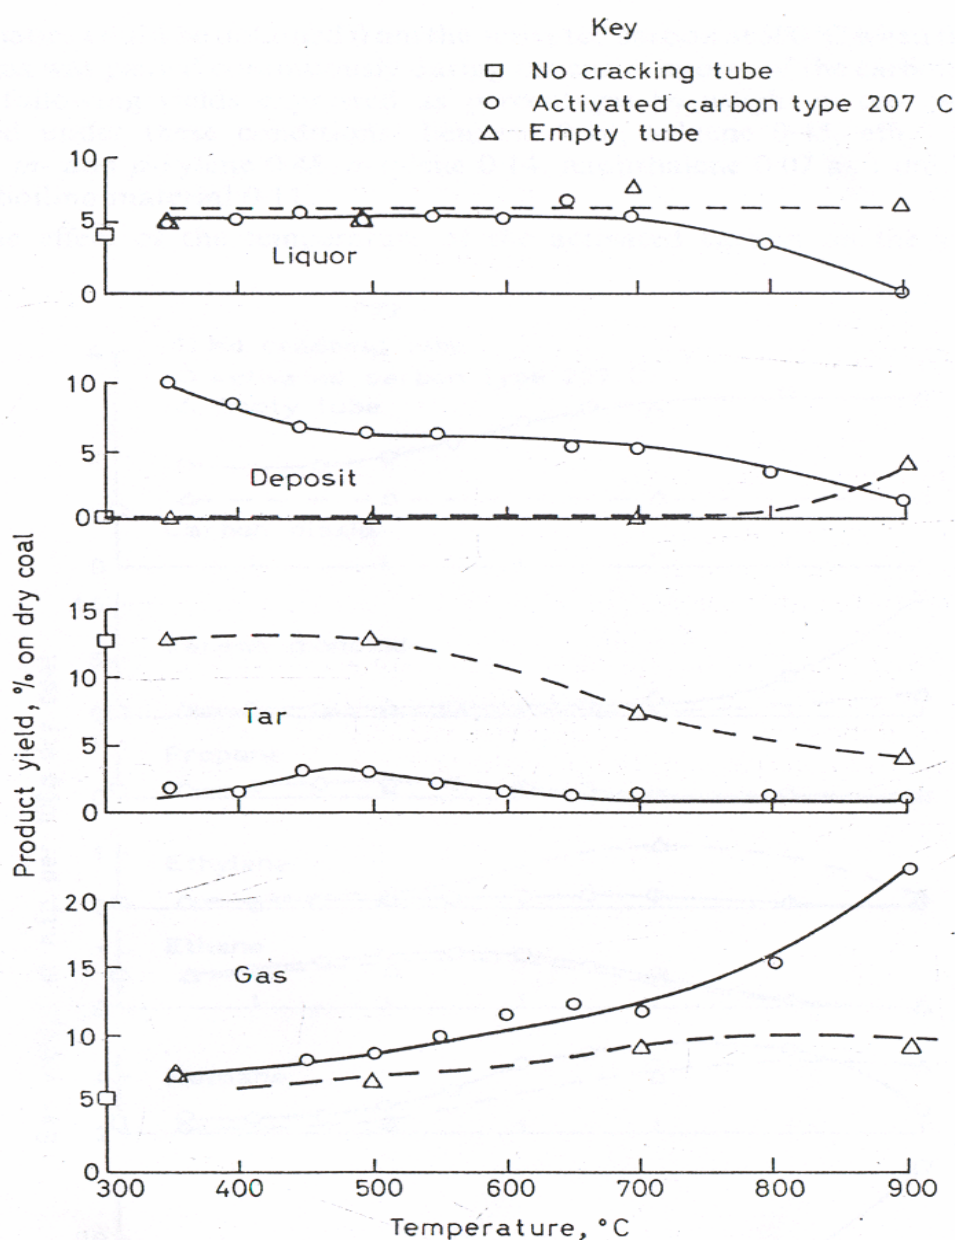 Key
No cracking tube
Activated carbon type 207 C
Empty tube
10
5
0
Liquor
10
5
0
Deposit
15
10
5
0
Tar
20
15
10
5
0
Gas
300 400 500 600 700 800 900
Temperature, °C
Product yield, % on dry coal